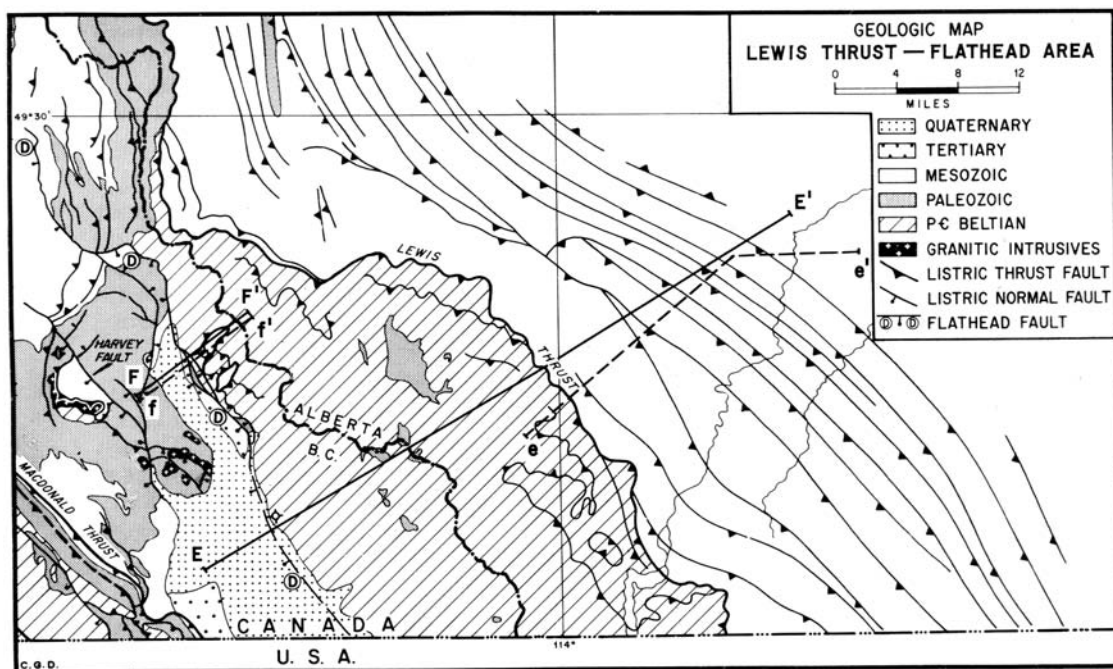 GEOLOGIC MAP
LEWIS THRUST — FLATHEAD AREA
0 4 8 12
MILES
QUATERNARY
TERTIARY
MESOZOIC
PALEOZOIC
P-Є BELTIAN
GRANITIC INTRUSIVES
LISTRIC THRUST FAULT
LISTRIC NORMAL FAULT
D D FLATHEAD FAULT
49°30'
D
D
E'
e'
LEWIS
THRUST
F'
f'
HARVEY
FAULT
F
f
D
ALBERTA
B.C.
e
MACDONALD
THRUST
E
D
CANADA
U.S.A.
114°
C.G.D.